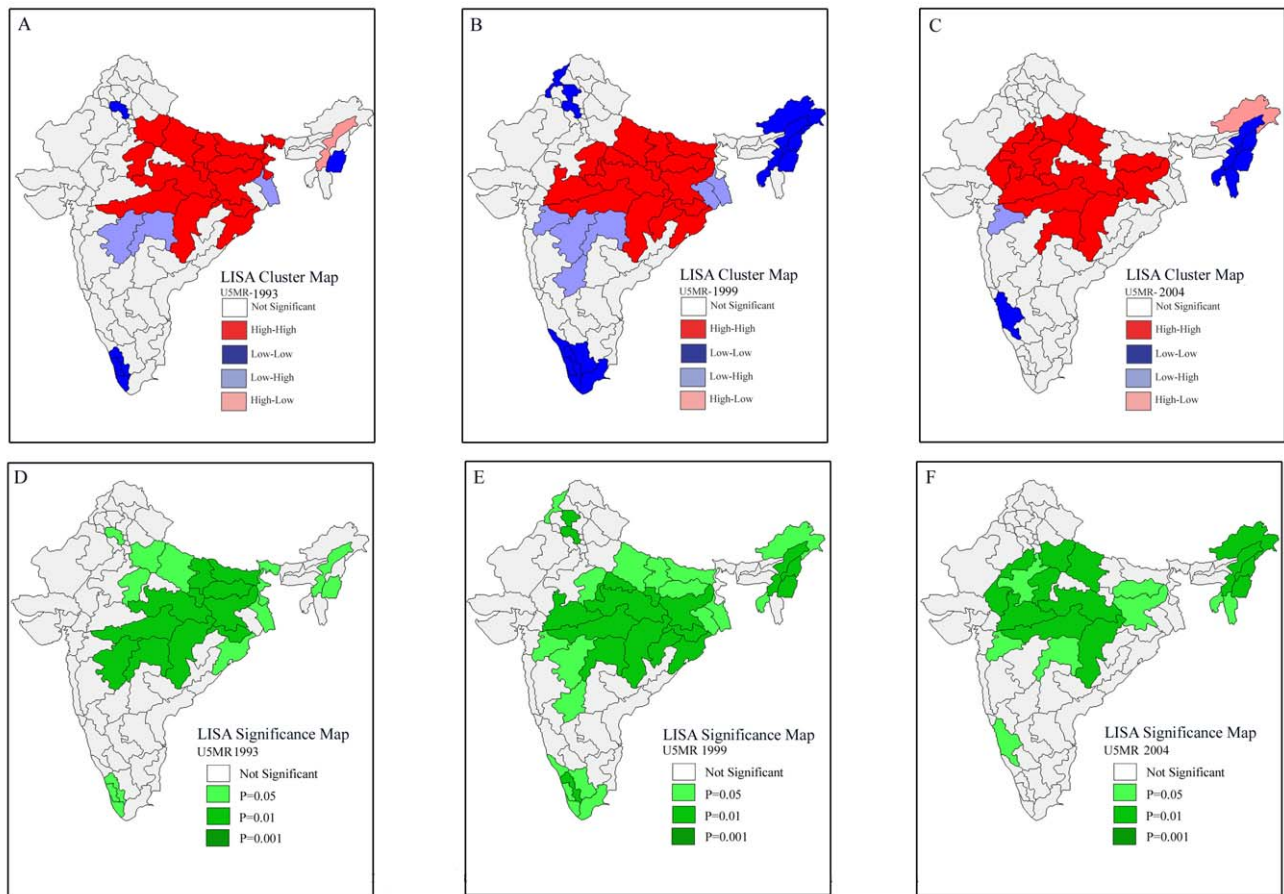 A
LISA Cluster Map
U5MR-1993
Not Significant
High-High
Low-Low
Low-High
High-Low
B
LISA Cluster Map
U5MR-1999
Not Significant
High-High
Low-Low
Low-High
High-Low
C
LISA Cluster Map
U5MR- 2004
Not Significant
High-High
Low-Low
Low-High
High-Low
D
LISA Significance Map
U5MR1993
Not Significant
P=0.05
P=0.01
P=0.001
E
LISA Significance Map
U5MR 1999
Not Significant
P=0.05
P=0.01
P=0.001
F
LISA Significance Map
U5MR 2004
Not Significant
P=0.05
P=0.01
P=0.001